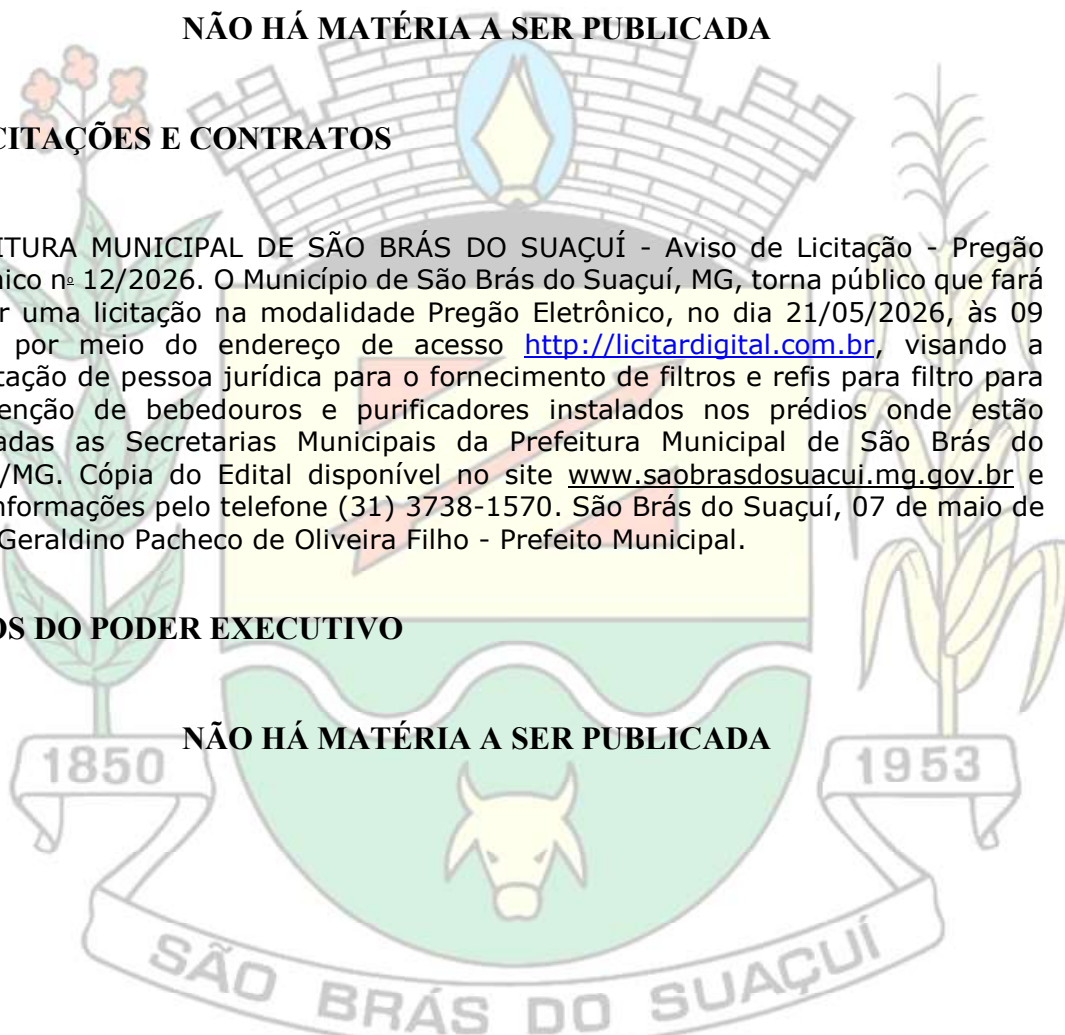 NÃO HÁ MATÉRIA A SER PUBLICADA
CITAÇÕES E CONTRATOS
ITURA MUNICIPAL DE SÃO BRÁS DO SUAÇUÍ - Aviso de Licitação - Pregão
nico nº 12/2026. O Município de São Brás do Suaçuí, MG, torna público que fará
r uma licitação na modalidade Pregão Eletrônico, no dia 21/05/2026, às 09
por meio do endereço de acesso http://licitardigital.com.br, visando a
tação de pessoa jurídica para o fornecimento de filtros e refis para filtro para
enção de bebedouros e purificadores instalados nos prédios onde estão
adas as Secretarias Municipais da Prefeitura Municipal de São Brás do
/MG. Cópia do Edital disponível no site www.saobrasdosuacui.mg.gov.br e
nformações pelo telefone (31) 3738-1570. São Brás do Suaçuí, 07 de maio de
Geraldino Pacheco de Oliveira Filho - Prefeito Municipal.
OS DO PODER EXECUTIVO
NÃO HÁ MATÉRIA A SER PUBLICADA
1850
1953
SÃO BRÁS DO SUAÇUÍ